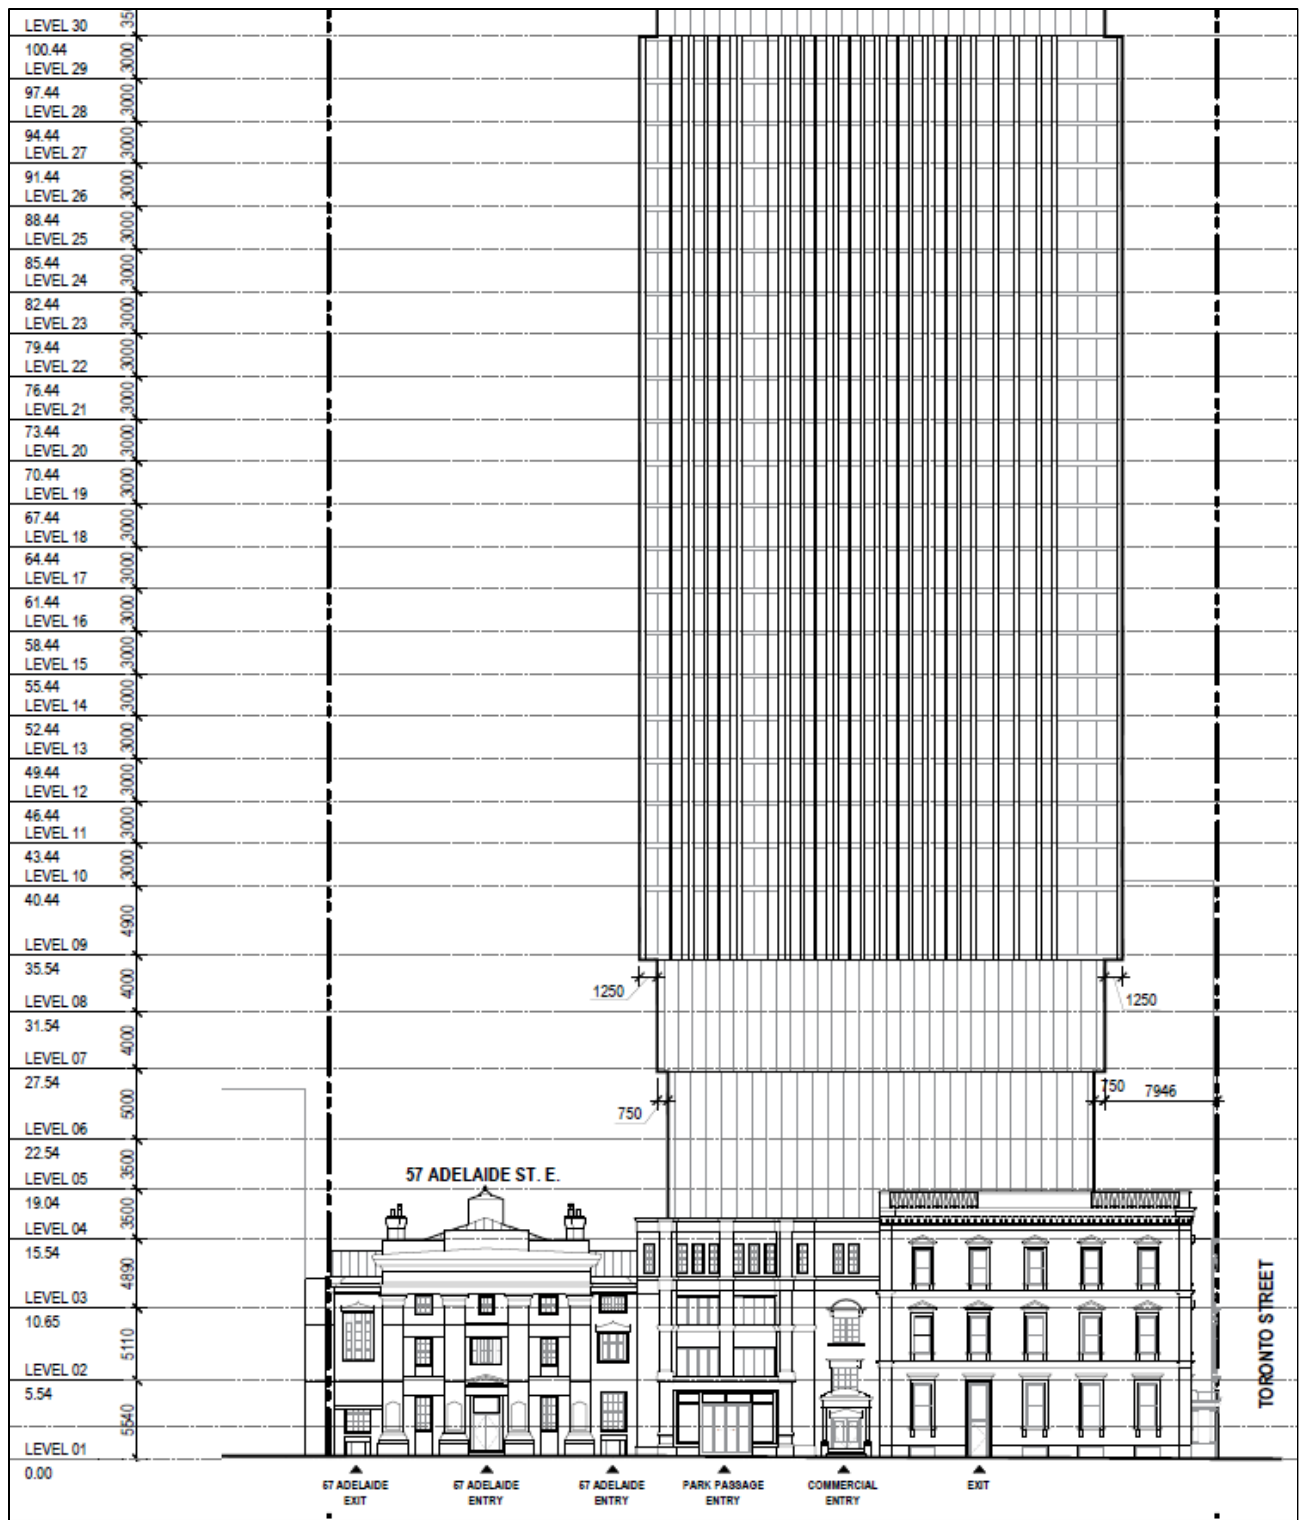 LEVEL 30
35
100.44
LEVEL 29
3000
97.44
LEVEL 28
3000
94.44
LEVEL 27
3000
91.44
LEVEL 26
3000
88.44
LEVEL 25
3000
85.44
LEVEL 24
3000
82.44
LEVEL 23
3000
79.44
LEVEL 22
3000
76.44
LEVEL 21
3000
73.44
LEVEL 20
3000
70.44
LEVEL 19
3000
67.44
LEVEL 18
3000
64.44
LEVEL 17
3000
61.44
LEVEL 16
3000
58.44
LEVEL 15
3000
55.44
LEVEL 14
3000
52.44
LEVEL 13
3000
49.44
LEVEL 12
3000
46.44
LEVEL 11
3000
43.44
LEVEL 10
3000
40.44
4900
LEVEL 09
35.54
4000
1250
1250
LEVEL 08
31.54
4000
LEVEL 07
27.54
5000
750
750
7946
LEVEL 06
22.54
3500
LEVEL 05
57 ADELAIDE ST. E.
19.04
3500
LEVEL 04
15.54
4890
LEVEL 03
10.65
5110
LEVEL 02
5.54
5540
LEVEL 01
0.00
TORONTO STREET
57 ADELAIDE
EXIT
57 ADELAIDE
ENTRY
57 ADELAIDE
ENTRY
PARK PASSAGE
ENTRY
COMMERCIAL
ENTRY
EXIT